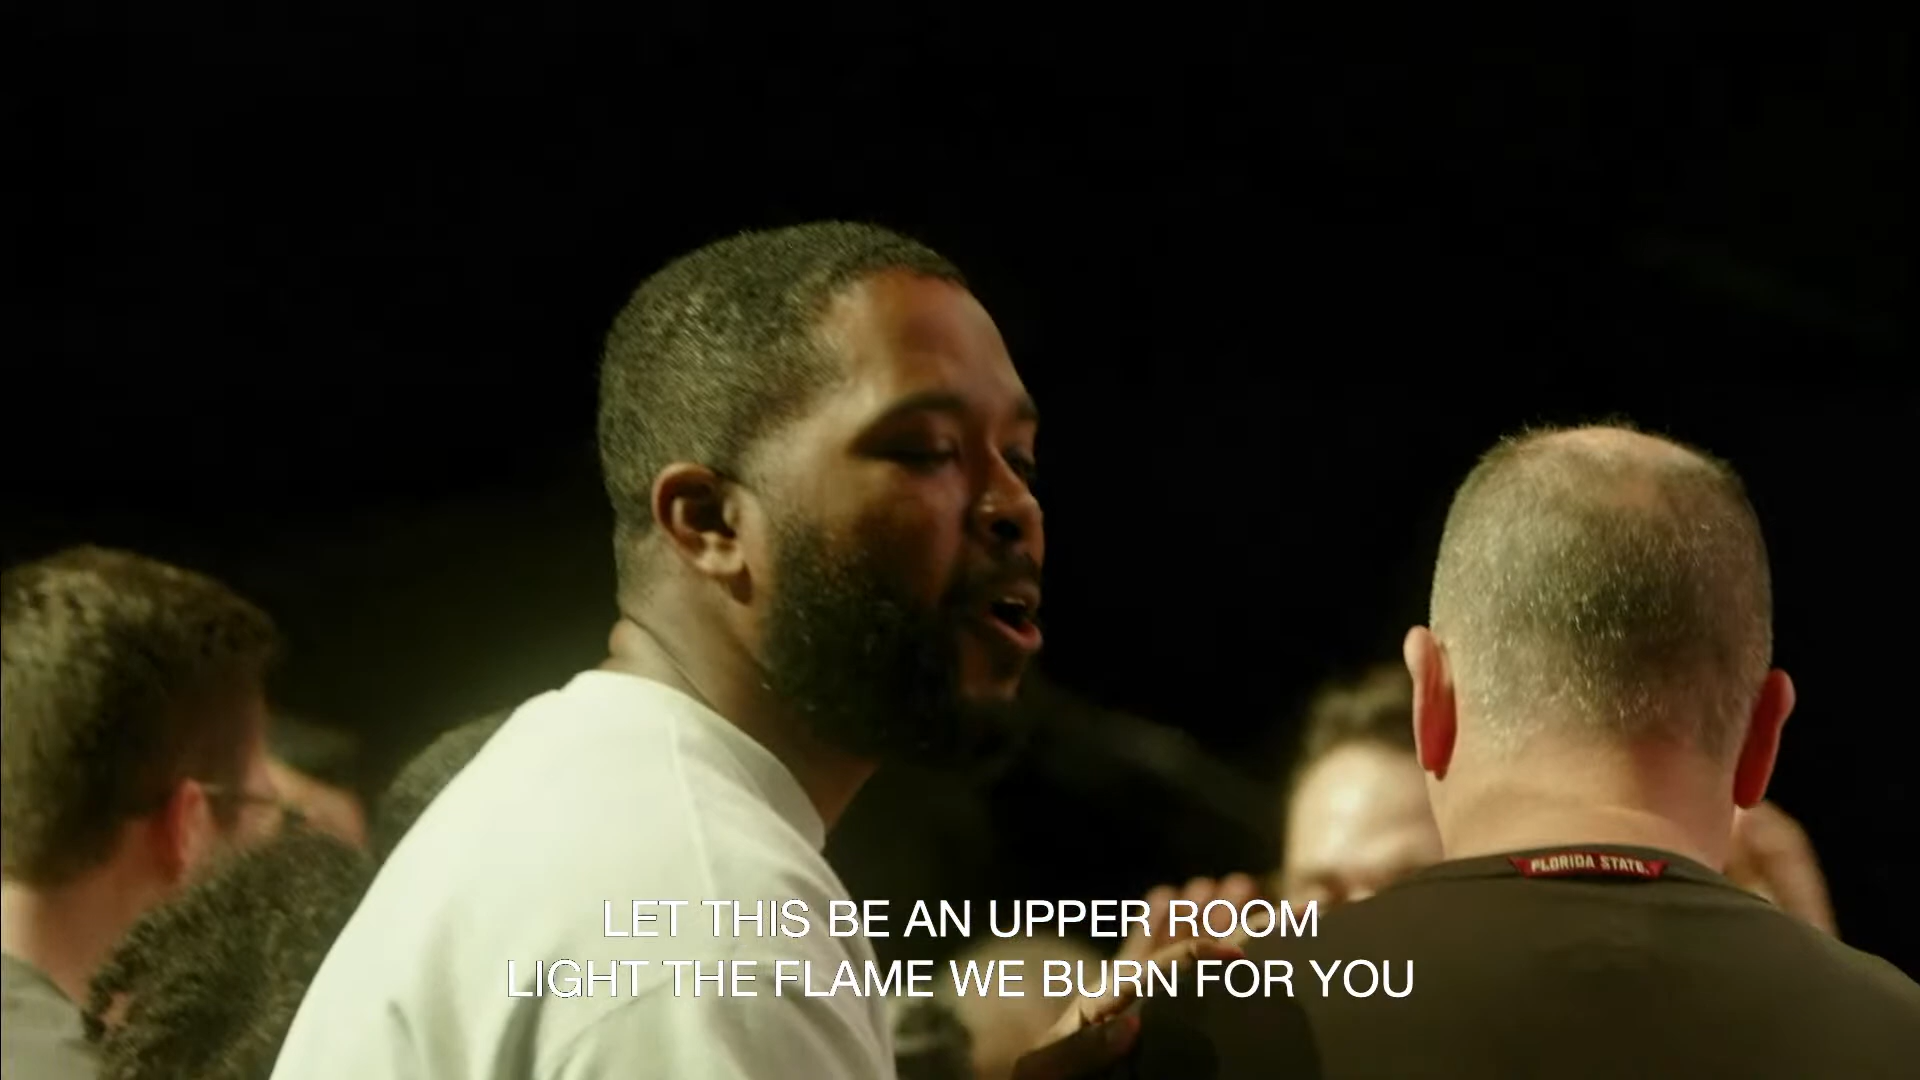 FLORIDA STATE
LET THIS BE AN UPPER ROOM
LIGHT THE FLAME WE BURN FOR YOU